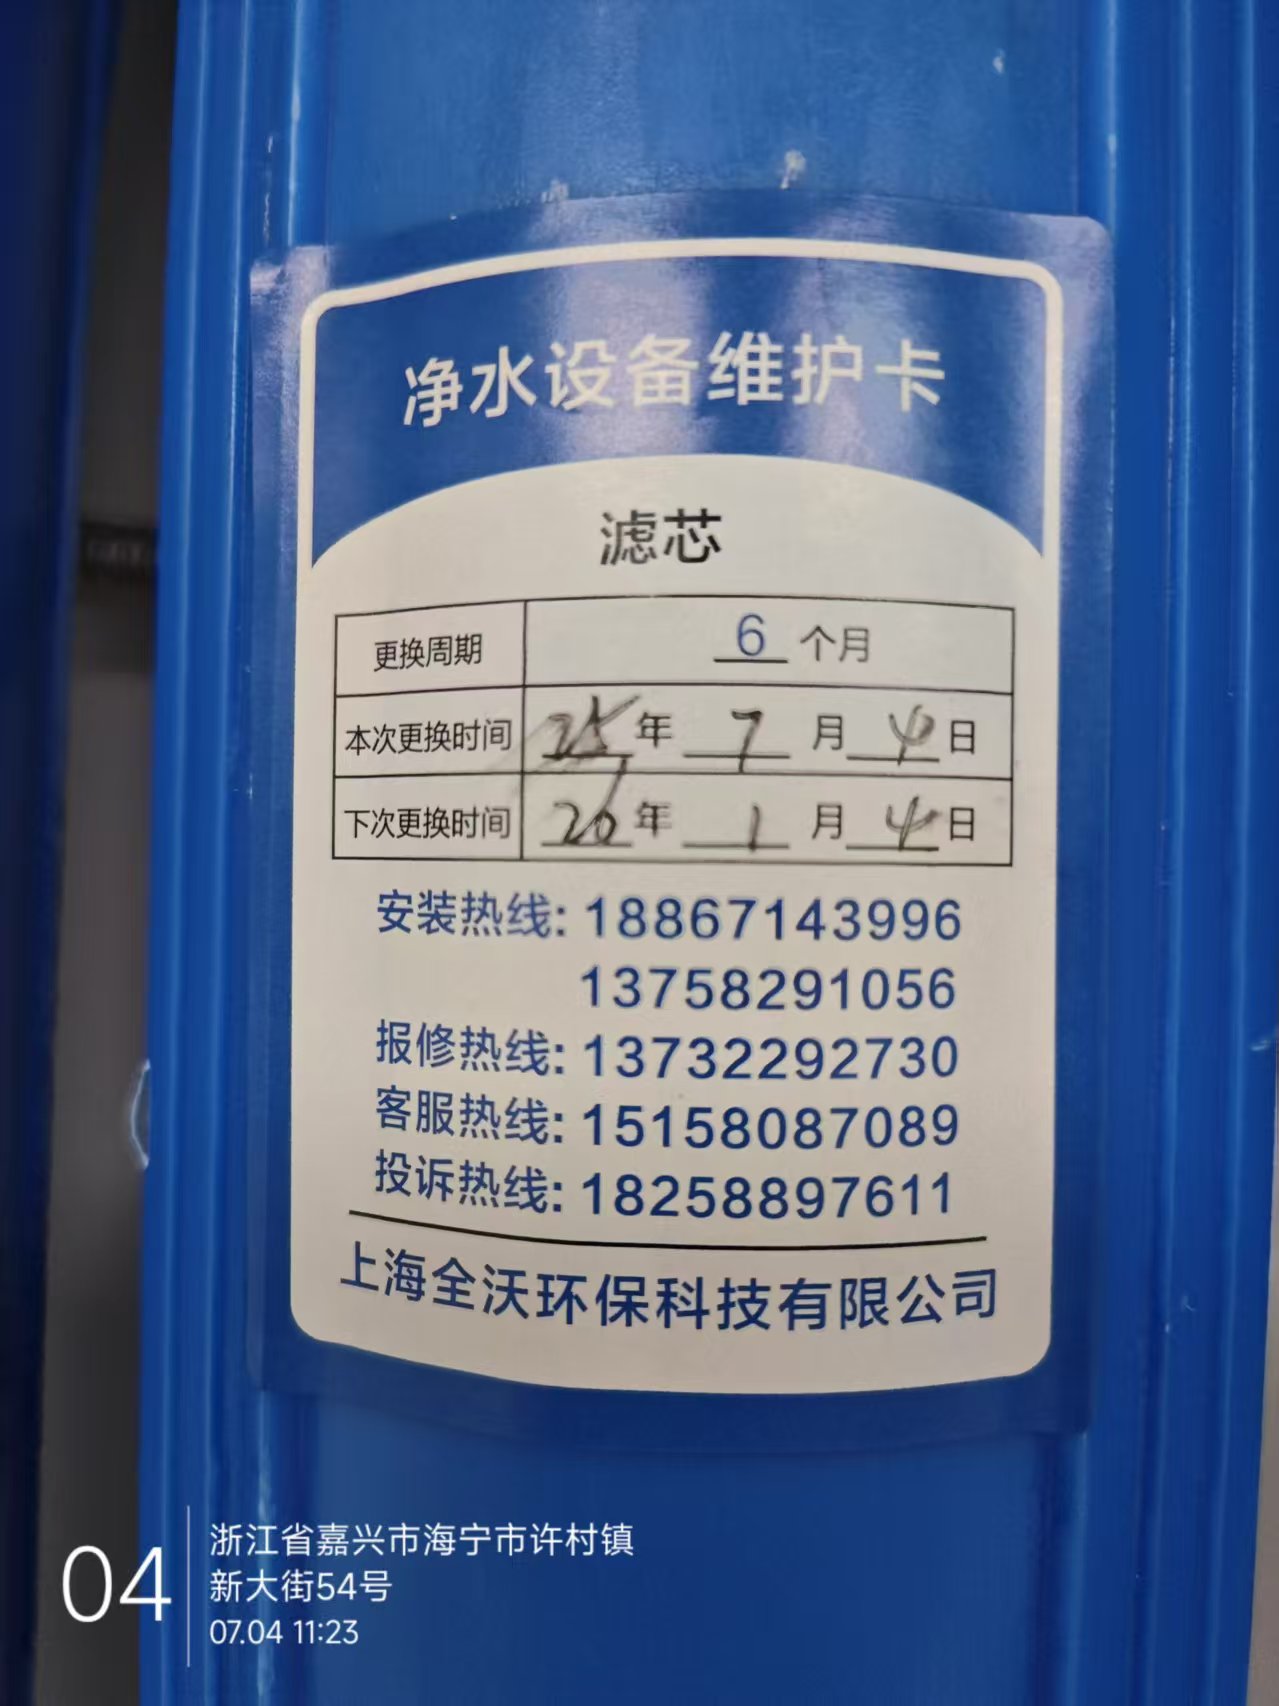 净水设备维护卡
滤芯
更换周期 6 个月
本次更换时间 25 年 7 月 4 日
下次更换时间 26 年 1 月 4 日
安装热线: 18867143996
13758291056
报修热线: 13732292730
客服热线: 15158087089
投诉热线: 18258897611
上海全沃环保科技有限公司
04
浙江省嘉兴市海宁市许村镇
新大街54号
07.04 11:23